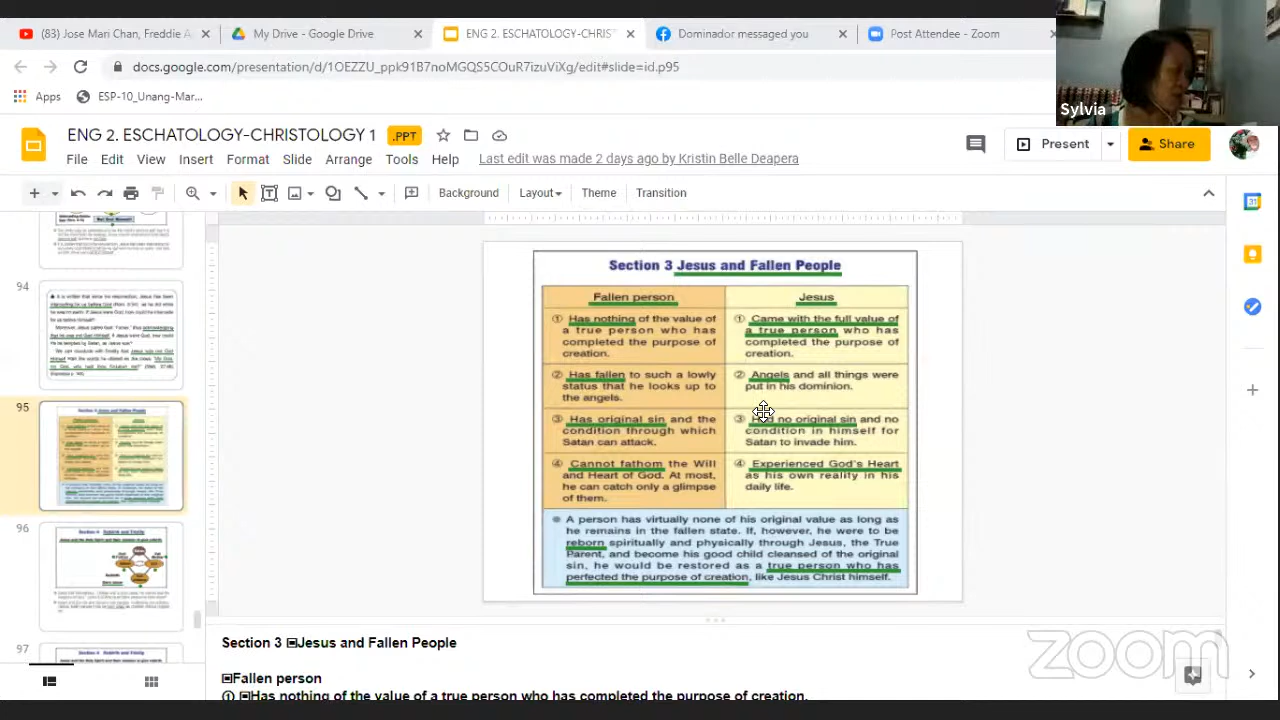 (83) Jose Mari Chan, Freddie A
My Drive - Google Drive
ENG 2. ESCHATOLOGY-CHRIS
Dominador messaged you
Post Attendee - Zoom
docs.google.com/presentation/d/1OEZZU_ppk91B7noMGQS5COuR7izuViXg/edit#slide=id.p95
Apps
ESP-10_Unang-Mar...
Sylvia
ENG 2. ESCHATOLOGY-CHRISTOLOGY 1
.PPT
File Edit View Insert Format Slide Arrange Tools Help
Last edit was made 2 days ago by Kristin Belle Deapera
Present
Share
Background Layout Theme Transition
94
95
96
97
Section 3 Jesus and Fallen People
Fallen person
① Has nothing of the value of
a true person who has
completed the purpose of
creation.
② Has fallen to such a lowly
status that he looks up to
the angels.
③ Has original sin and the
condition through which
Satan can attack.
④ Cannot fathom the Will
and Heart of God. At most,
he can catch only a glimpse
of them.
Jesus
① Came with the full value of
a true person who has
completed the purpose of
creation.
② Angels and all things were
put in his dominion.
③ no original sin and no
condition in himself for
Satan to invade him.
④ Experienced God's Heart
as his own reality in his
daily life.
A person has virtually none of his original value as long as
he remains in the fallen state. If, however, he were to be
reborn spiritually and physically through Jesus, the True
Parent, and become his good child cleansed of the original
sin, he would be restored as a true person who has
perfected the purpose of creation, like Jesus Christ himself.
Section 3 ▣Jesus and Fallen People
▣Fallen person
① ▣Has nothing of the value of a true person who has completed the purpose of creation.
zoom